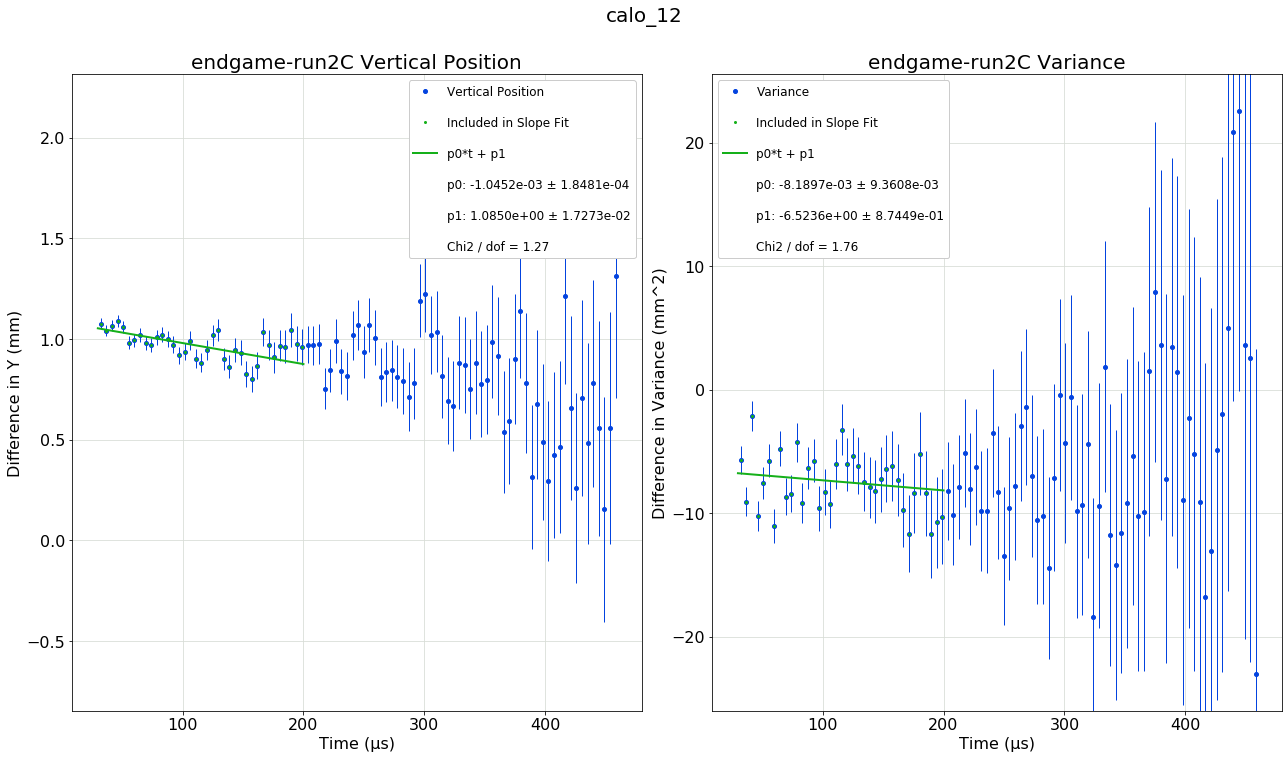 calo_12
endgame-run2C Vertical Position
Difference in Y (mm)
2.0
1.5
1.0
0.5
0.0
−0.5
100
200
300
400
Time (μs)
Vertical Position
Included in Slope Fit
p0*t + p1
p0: -1.0452e-03 ± 1.8481e-04
p1: 1.0850e+00 ± 1.7273e-02
Chi2 / dof = 1.27
endgame-run2C Variance
Difference in Variance (mm^2)
20
10
0
−10
−20
100
200
300
400
Time (μs)
Variance
Included in Slope Fit
p0*t + p1
p0: -8.1897e-03 ± 9.3608e-03
p1: -6.5236e+00 ± 8.7449e-01
Chi2 / dof = 1.76